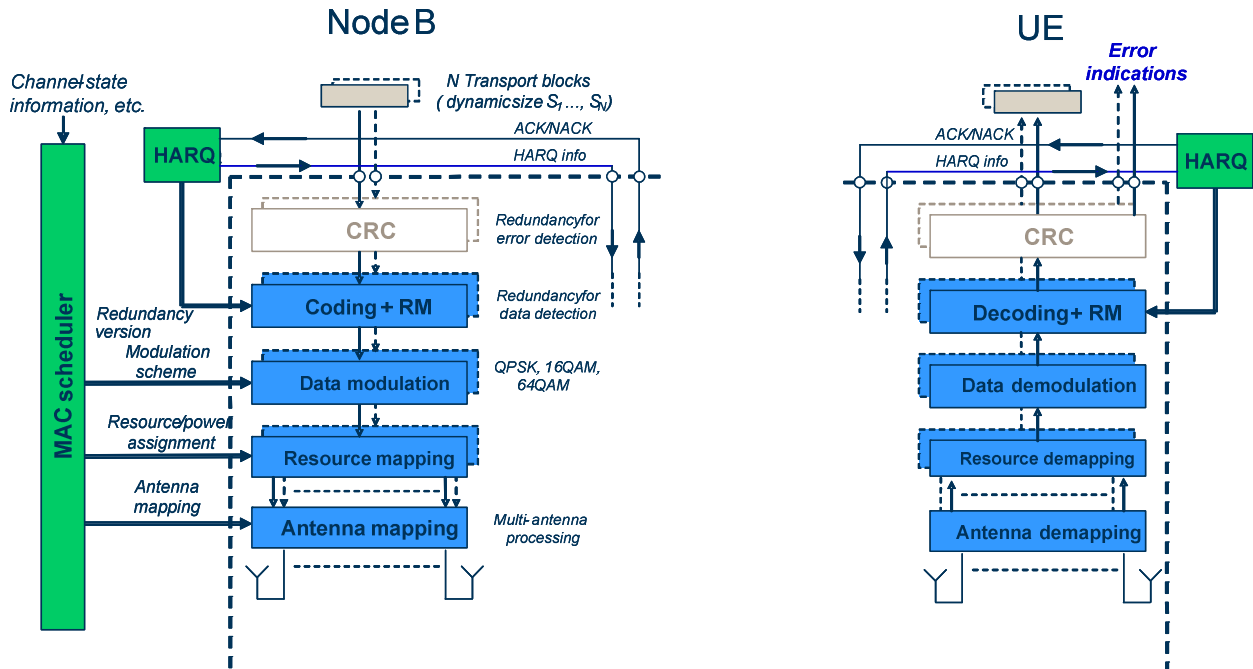 Node B
UE
Channel-state
information, etc.
N Transport blocks
(dynamic size S1 ..., SN)
Error
indications
HARQ
ACK/NACK
HARQ info
ACK/NACK
HARQ info
HARQ
MAC scheduler
CRC
Redundancy for
error detection
CRC
Coding + RM
Redundancy for
data detection
Decoding + RM
Redundancy
version
Modulation
scheme
Data modulation
QPSK, 16QAM,
64QAM
Data demodulation
Resource/power
assignment
Resource mapping
Resource demapping
Antenna
mapping
Antenna mapping
Multi-antenna
processing
Antenna demapping